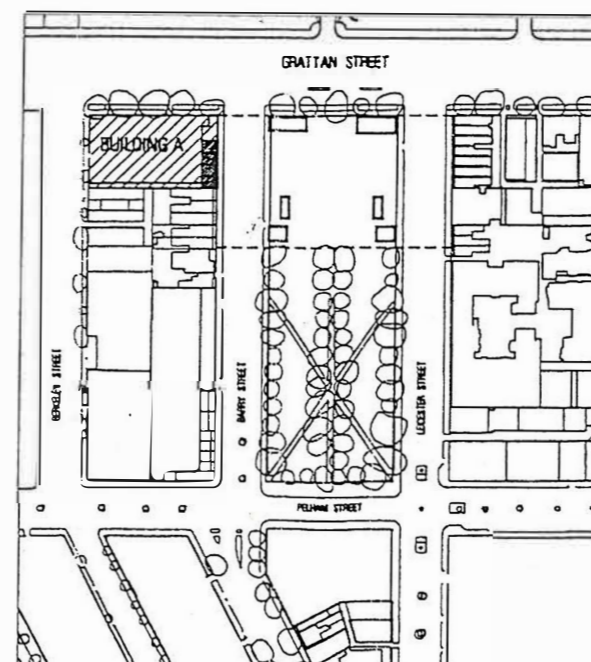 GRATTAN STREET
BUILDING A
BERKELEY STREET
BARRY STREET
LEICESTER STREET
PELHAM STREET